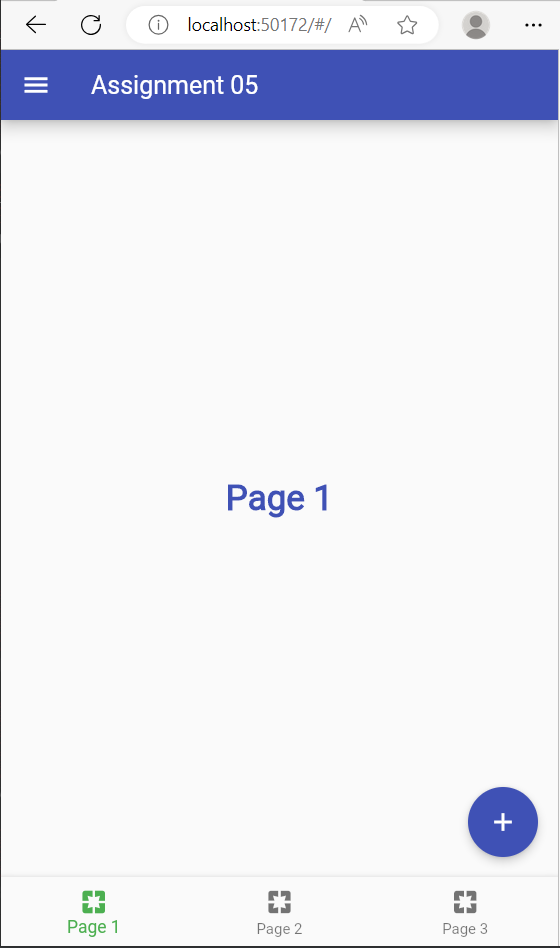 localhost:50172/#/
Assignment 05
Page 1
Page 1 Page 2 Page 3